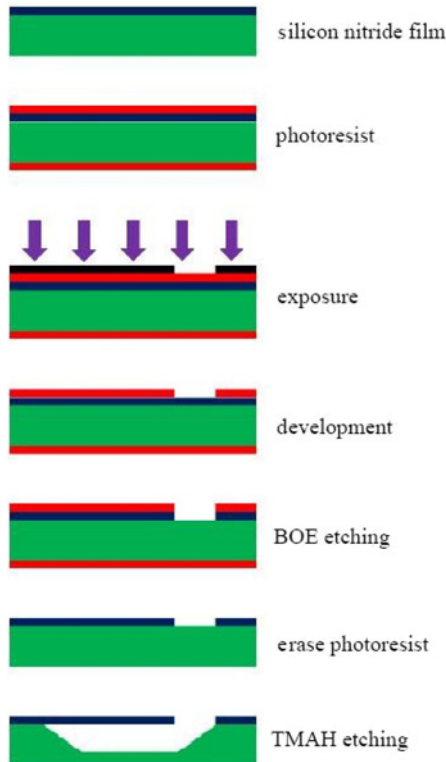 silicon nitride film
photoresist
exposure
development
BOE etching
erase photoresist
TMAH etching